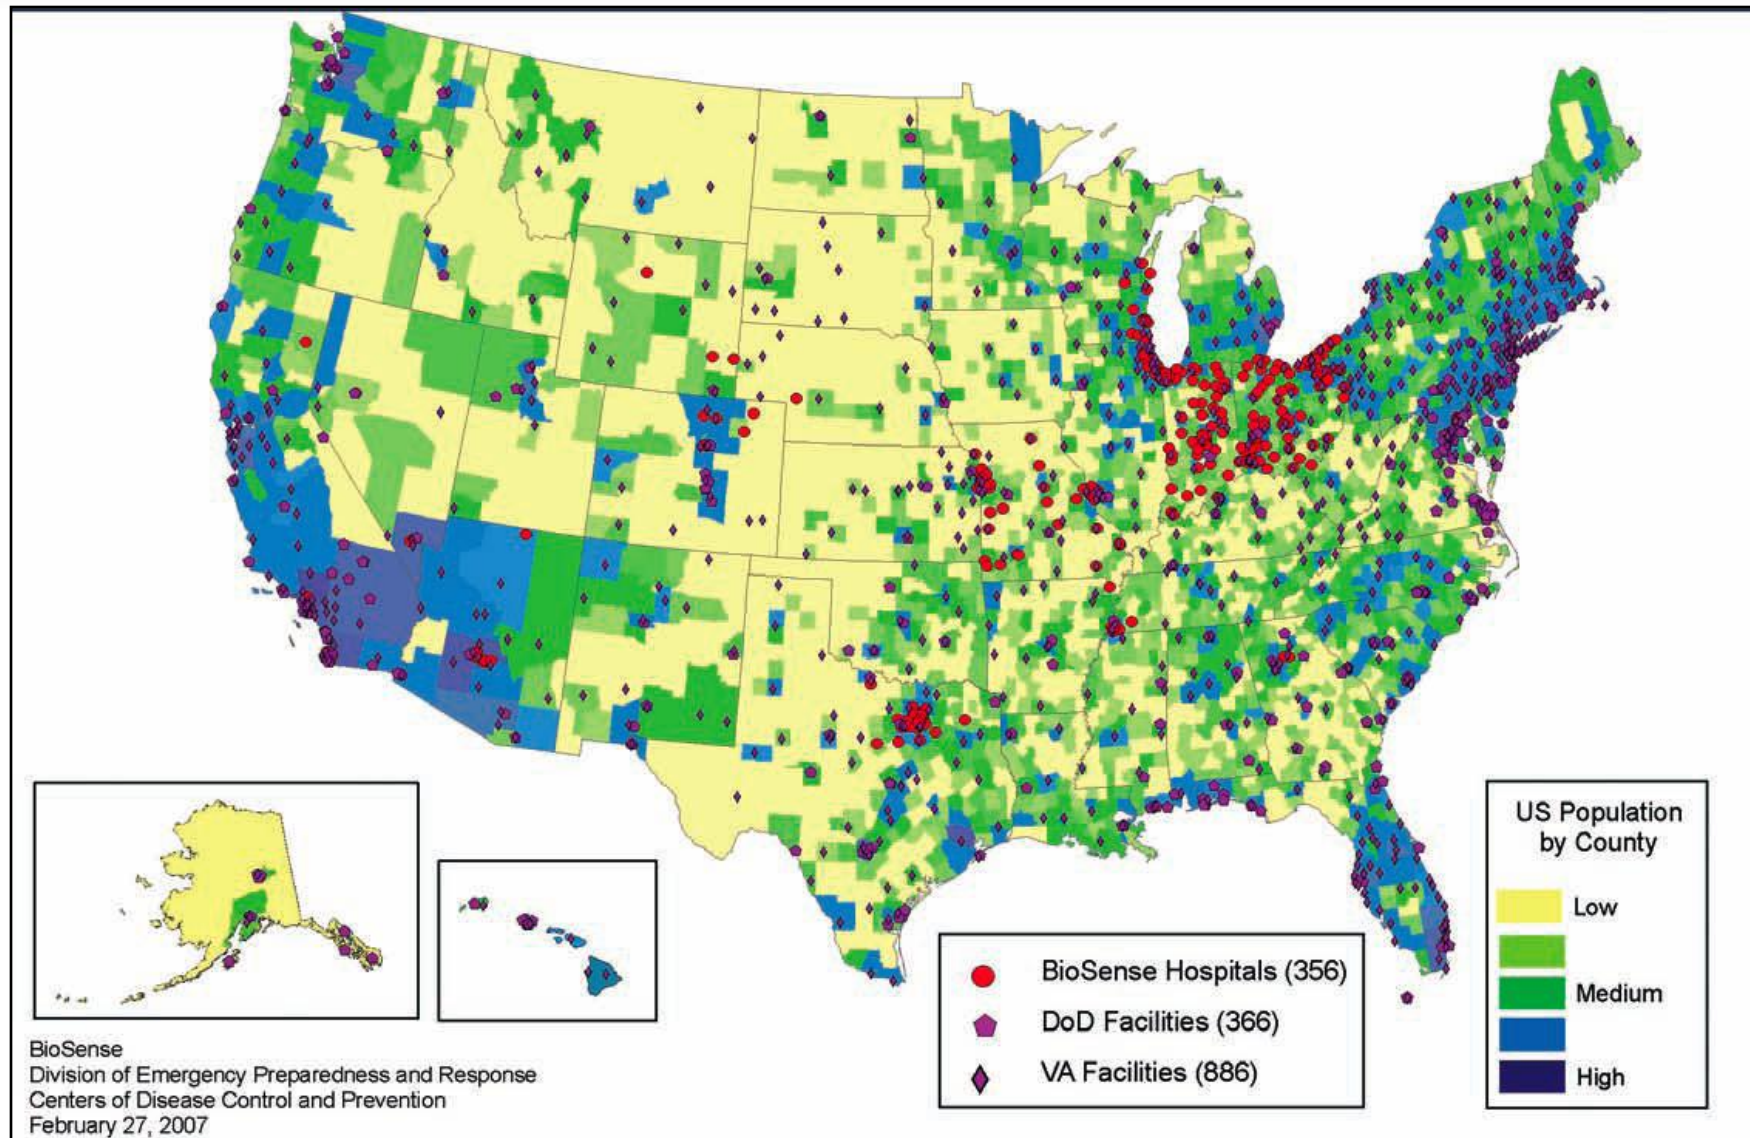 US Population
by County
Low
Medium
High
BioSense Hospitals (356)
DoD Facilities (366)
VA Facilities (886)
BioSense
Division of Emergency Preparedness and Response
Centers of Disease Control and Prevention
February 27, 2007